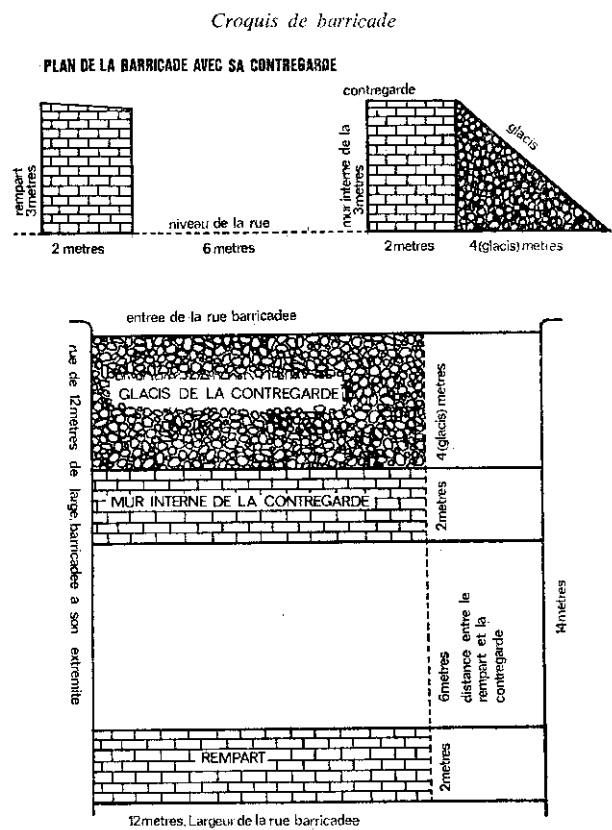 Croquis de barricade
PLAN DE LA BARRICADE AVEC SA CONTREGARDE
contregarde
glacis
rempart
3metres
mur interne de la
3metres
niveau de la rue
2 metres
6 metres
2 metres
4(glacis) metres
entree de la rue barricadee
rue de 12metres de large, barricadee a son extremite
GLACIS DE LA CONTREGARDE
4(glacis) metres
MUR INTERNE DE LA CONTREGARDE
2metres
14metres
6metres
distance entre le
rempart et la
contregarde
REMPART
2metres
12metres, Largeur de la rue barricadee